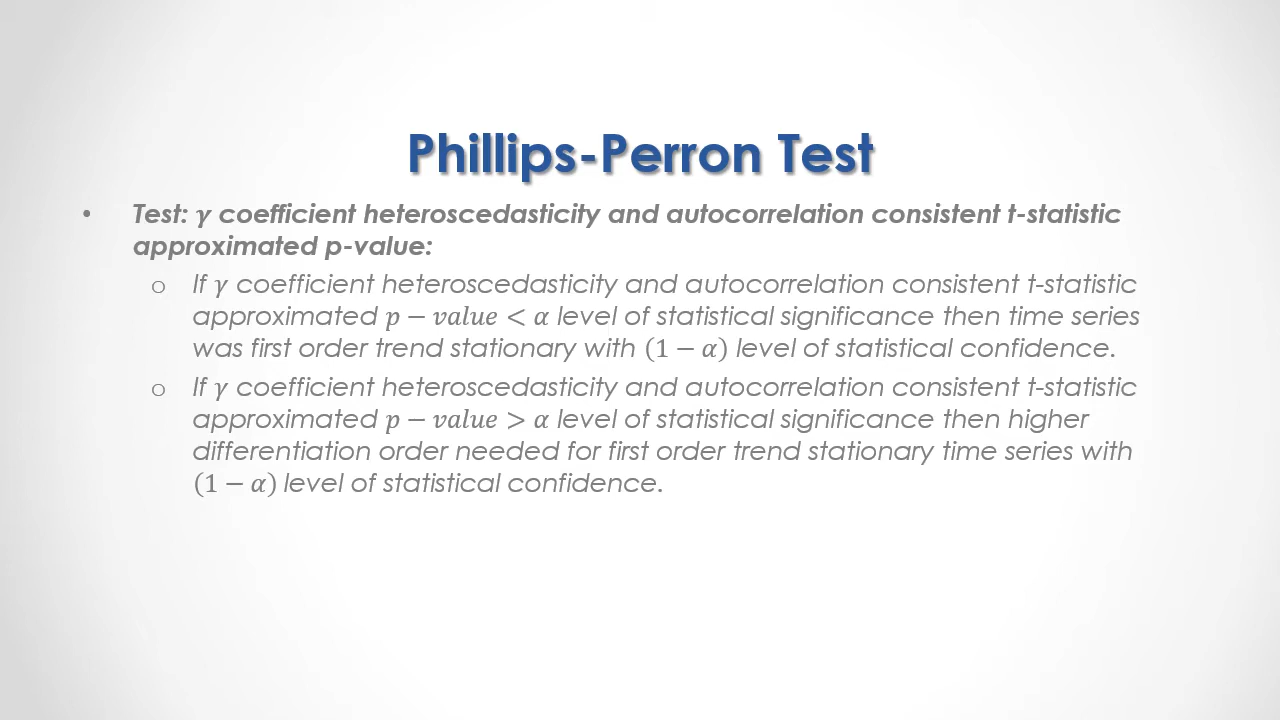 Phillips-Perron Test
• Test: γ coefficient heteroscedasticity and autocorrelation consistent t-statistic
approximated p-value:
o If γ coefficient heteroscedasticity and autocorrelation consistent t-statistic
approximated p − value < α level of statistical significance then time series
was first order trend stationary with (1 − α) level of statistical confidence.
o If γ coefficient heteroscedasticity and autocorrelation consistent t-statistic
approximated p − value > α level of statistical significance then higher
differentiation order needed for first order trend stationary time series with
(1 − α) level of statistical confidence.